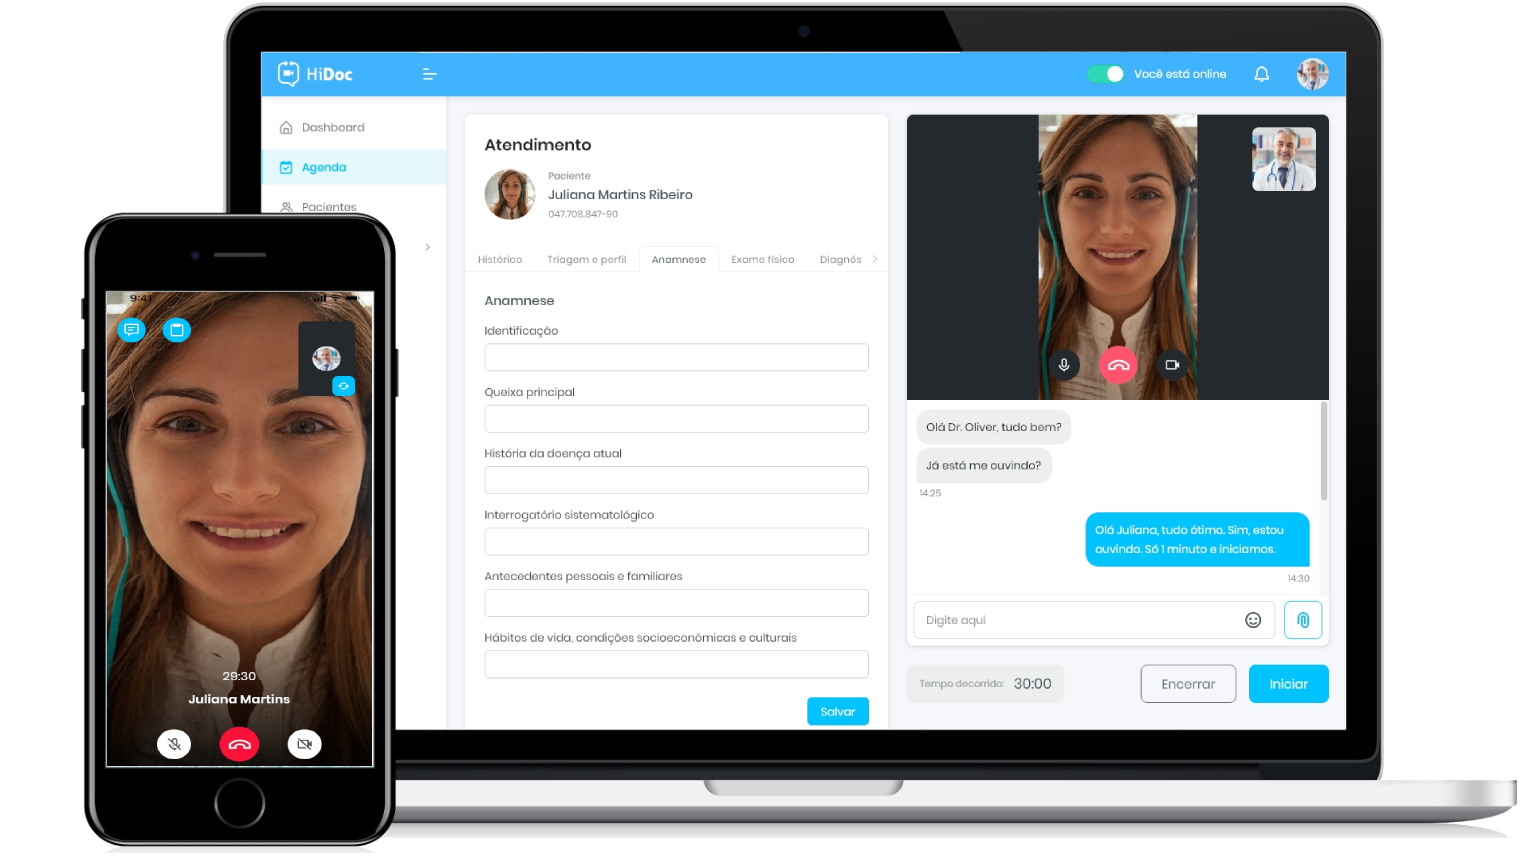 HiDoc
Você está online
Dashboard
Agenda
Pacientes
Atendimento
Paciente
Juliana Martins Ribeiro
047.708.847-90
Histórico
Triagem e perfil
Anamnese
Exame físico
Diagnós
Anamnese
Identificação
Queixa principal
História da doença atual
Interrogatório sistematológico
Antecedentes pessoais e familiares
Hábitos de vida, condições socioeconômicas e culturais
Salvar
Olá Dr. Oliver, tudo bem?
Já está me ouvindo?
14:25
Olá Juliana, tudo ótimo. Sim, estou
ouvindo. Só 1 minuto e iniciamos.
14:30
Digite aqui
Tempo decorrido: 30:00
Encerrar
Iniciar
9:41
29:30
Juliana Martins